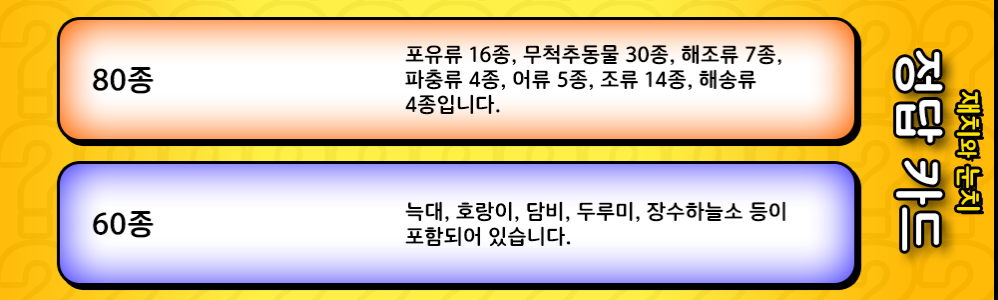 80종
포유류 16종, 무척추동물 30종, 해조류 7종,
파충류 4종, 어류 5종, 조류 14종, 해송류
4종입니다.
60종
늑대, 호랑이, 담비, 두루미, 장수하늘소 등이
포함되어 있습니다.
재치와 눈치
정답 카드